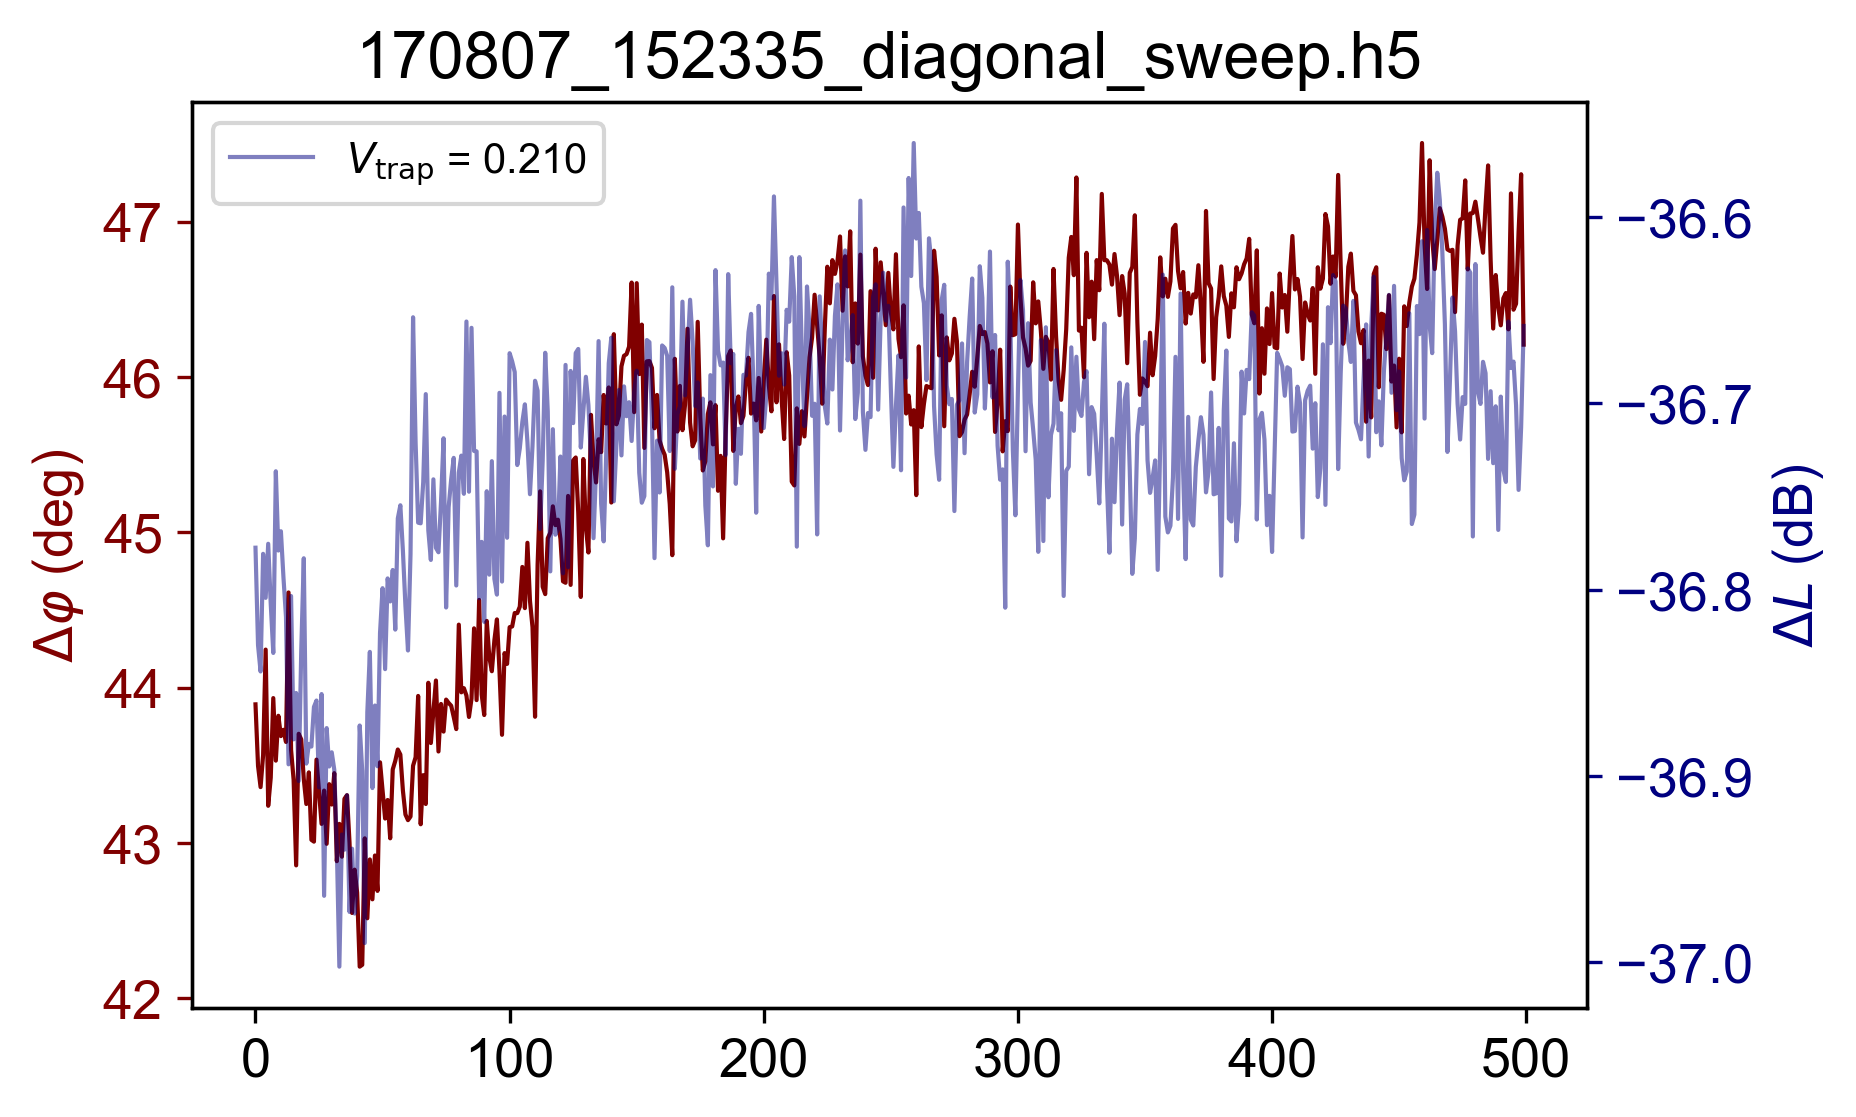 170807_152335_diagonal_sweep.h5
Vtrap = 0.210
47
46
45
44
43
42
Δφ (deg)
−36.6
−36.7
−36.8
−36.9
−37.0
ΔL (dB)
0 100 200 300 400 500